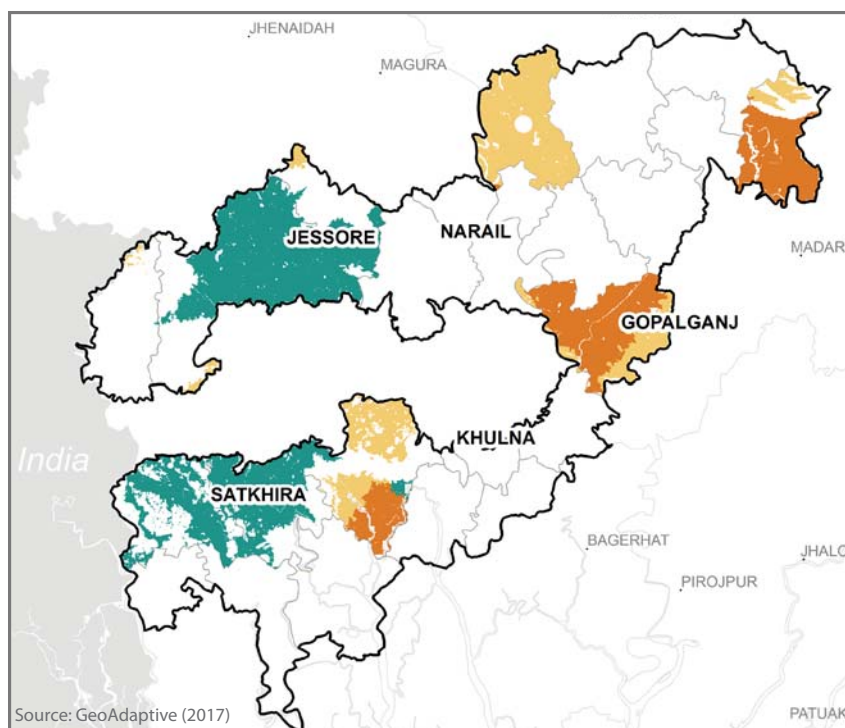 JHENAIDAH
MAGURA
JESSORE
NARAIL
MADAR
GOPALGANJ
KHULNA
India
SATKHIRA
BAGERHAT
JHALO
PIROJPUR
Source: GeoAdaptive (2017)
PATUAK